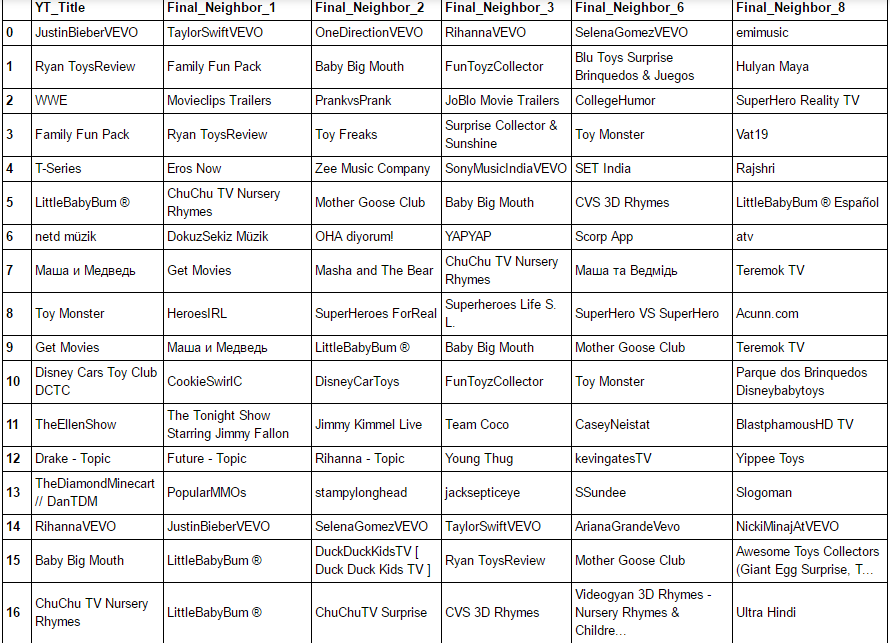 YT_Title Final_Neighbor_1 Final_Neighbor_2 Final_Neighbor_3 Final_Neighbor_6 Final_Neighbor_8
0 JustinBieberVEVO TaylorSwiftVEVO OneDirectionVEVO RihannaVEVO SelenaGomezVEVO emimusic
1 Ryan ToysReview Family Fun Pack Baby Big Mouth FunToyzCollector Blu Toys Surprise Brinquedos & Juegos Hulyan Maya
2 WWE Movieclips Trailers PrankvsPrank JoBlo Movie Trailers CollegeHumor SuperHero Reality TV
3 Family Fun Pack Ryan ToysReview Toy Freaks Surprise Collector & Sunshine Toy Monster Vat19
4 T-Series Eros Now Zee Music Company SonyMusicIndiaVEVO SET India Rajshri
5 LittleBabyBum ® ChuChu TV Nursery Rhymes Mother Goose Club Baby Big Mouth CVS 3D Rhymes LittleBabyBum ® Español
6 netd müzik DokuzSekiz Müzik OHA diyorum! YAPYAP Scorp App atv
7 Маша и Медведь Get Movies Masha and The Bear ChuChu TV Nursery Rhymes Маша та Ведмідь Teremok TV
8 Toy Monster HeroesIRL SuperHeroes ForReal Superheroes Life S. L. SuperHero VS SuperHero Acunn.com
9 Get Movies Маша и Медведь LittleBabyBum ® Baby Big Mouth Mother Goose Club Teremok TV
10 Disney Cars Toy Club DCTC CookieSwirlC DisneyCarToys FunToyzCollector Toy Monster Parque dos Brinquedos Disneybabytoys
11 TheEllenShow The Tonight Show Starring Jimmy Fallon Jimmy Kimmel Live Team Coco CaseyNeistat BlastphamousHD TV
12 Drake - Topic Future - Topic Rihanna - Topic Young Thug kevingatesTV Yippee Toys
13 TheDiamondMinecart // DanTDM PopularMMOs stampylonghead jacksepticeye SSundee Slogoman
14 RihannaVEVO JustinBieberVEVO SelenaGomezVEVO TaylorSwiftVEVO ArianaGrandeVevo NickiMinajAtVEVO
15 Baby Big Mouth LittleBabyBum ® DuckDuckKidsTV [ Duck Duck Kids TV ] Ryan ToysReview Mother Goose Club Awesome Toys Collectors (Giant Egg Surprise, T...
16 ChuChu TV Nursery Rhymes LittleBabyBum ® ChuChuTV Surprise CVS 3D Rhymes Videogyan 3D Rhymes - Nursery Rhymes & Childre... Ultra Hindi